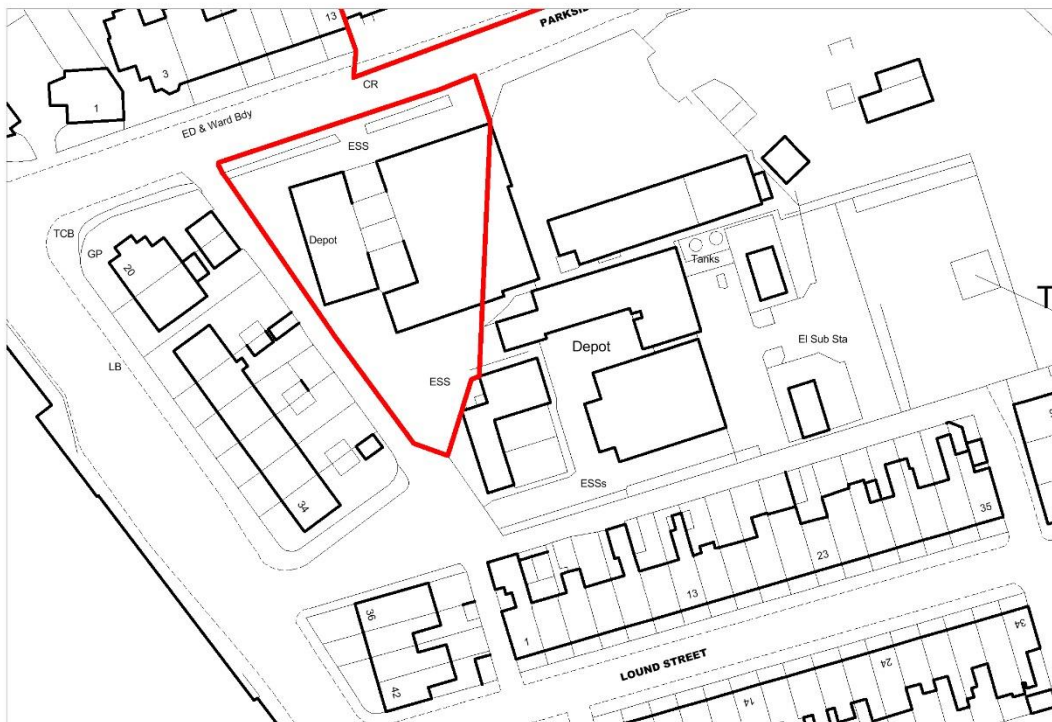 13
PARKSI
3
1
CR
ED & Ward Bdy
ESS
TCB
GP
20
Depot
Tanks
T
LB
Depot
El Sub Sta
ESS
34
ESSs
35
23
13
1
36
42
LOUND STREET
34
24
14